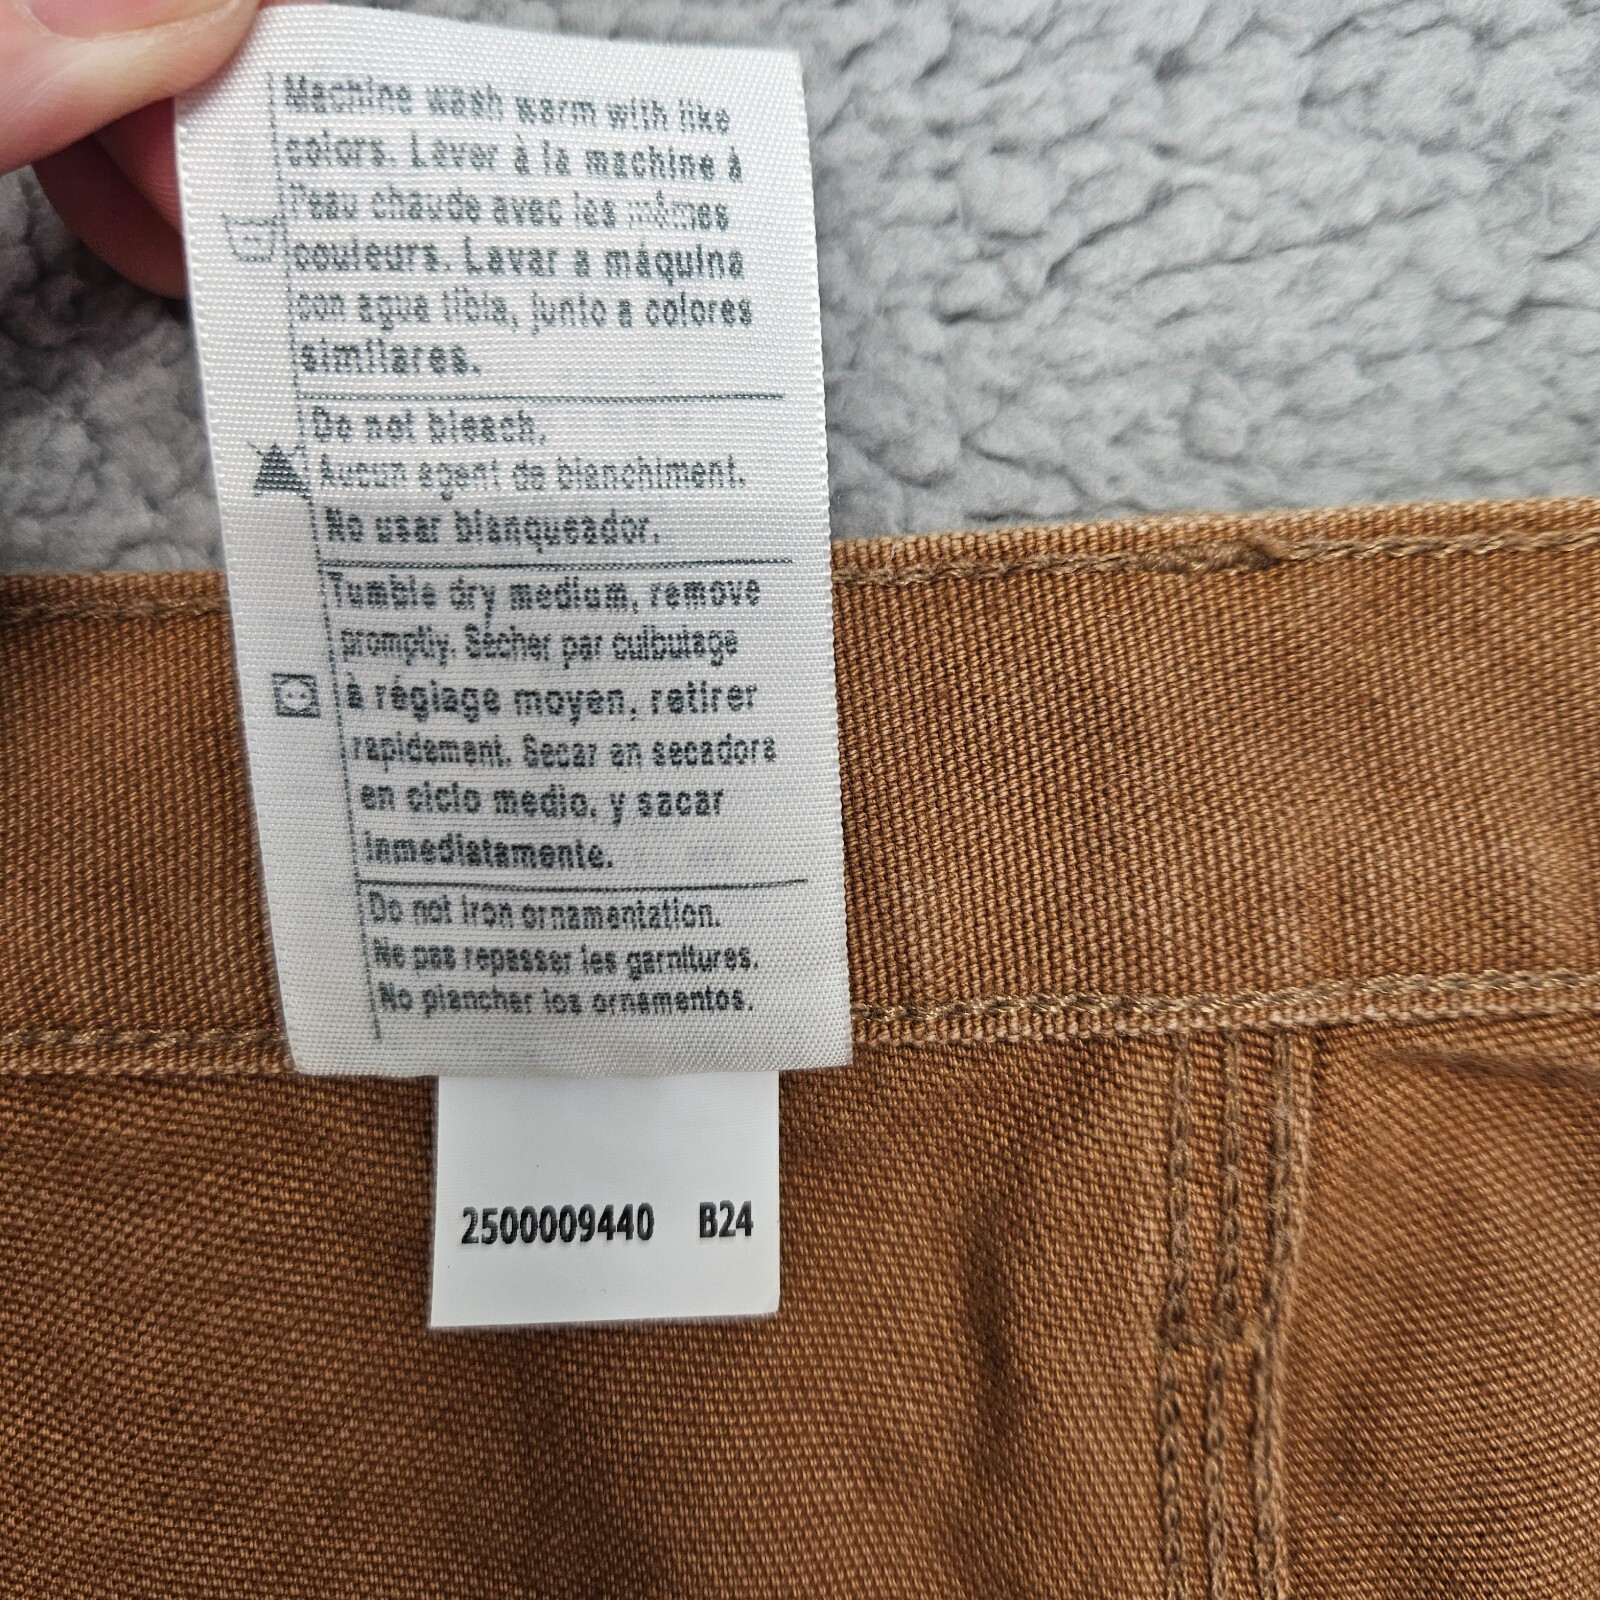 Machine wash warm with like
colors. Laver à la machine à
l'eau chaude avec les mêmes
couleurs. Lavar a máquina
con agua tibia, junto a colores
similares.
Do not bleach.
Aucun agent de blanchiment.
No usar blanqueador.
Tumble dry medium, remove
promptly. Sécher par culbutage
à réglage moyen, retirer
rapidement. Secar en secadora
en ciclo medio, y sacar
inmediatamente.
Do not iron ornamentation.
Ne pas repasser les garnitures.
No planchar los ornamentos.
2500009440 B24